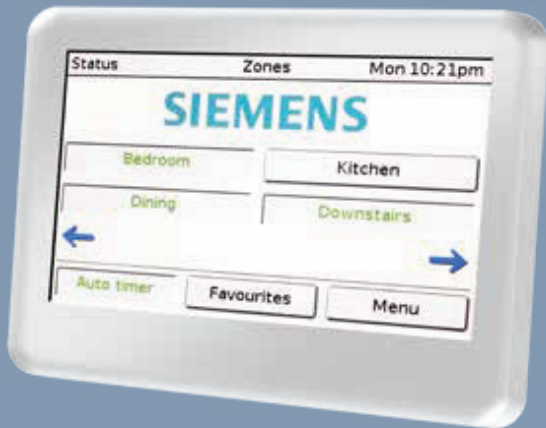 Status Zones Mon 10:21pm
SIEMENS
Bedroom Kitchen
Dining Downstairs
Auto timer Favourites Menu